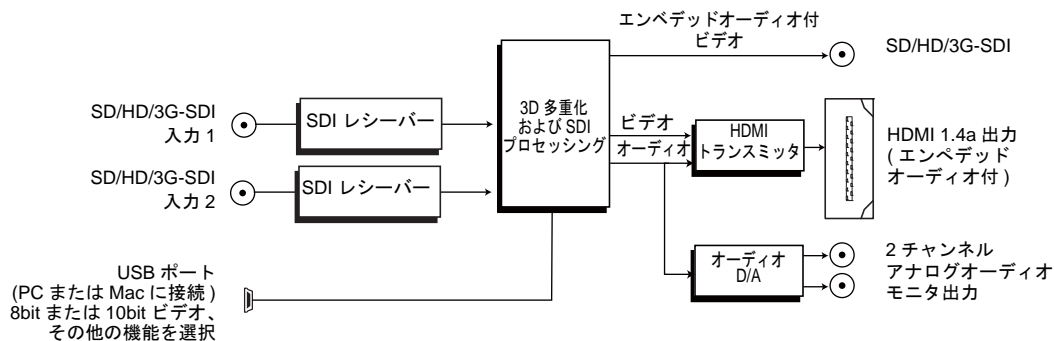 エンベデッドオーディオ付
ビデオ
SD/HD/3G-SDI
SD/HD/3G-SDI
入力 1
SDI レシーバー
3D 多重化
および SDI
プロセッシング
ビデオ
オーディオ
HDMI
トランスミッタ
HDMI 1.4a 出力
( エンベデッド
オーディオ付 )
SD/HD/3G-SDI
入力 2
SDI レシーバー
オーディオ
D/A
2 チャンネル
アナログオーディオ
モニタ出力
USB ポート
(PC または Mac に接続 )
8bit または 10bit ビデオ、
その他の機能を選択